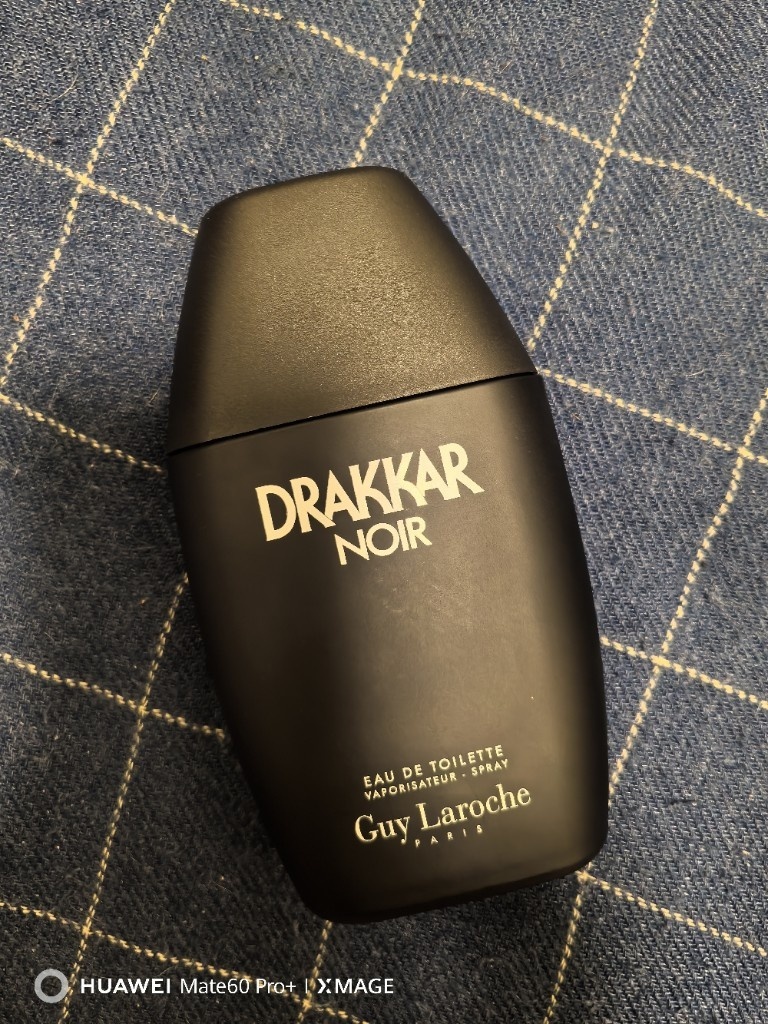 DRAKKAR
NOIR
EAU DE TOILETTE
VAPORISATEUR - SPRAY
Guy Laroche
PARIS
HUAWEI Mate60 Pro+ | XMAGE